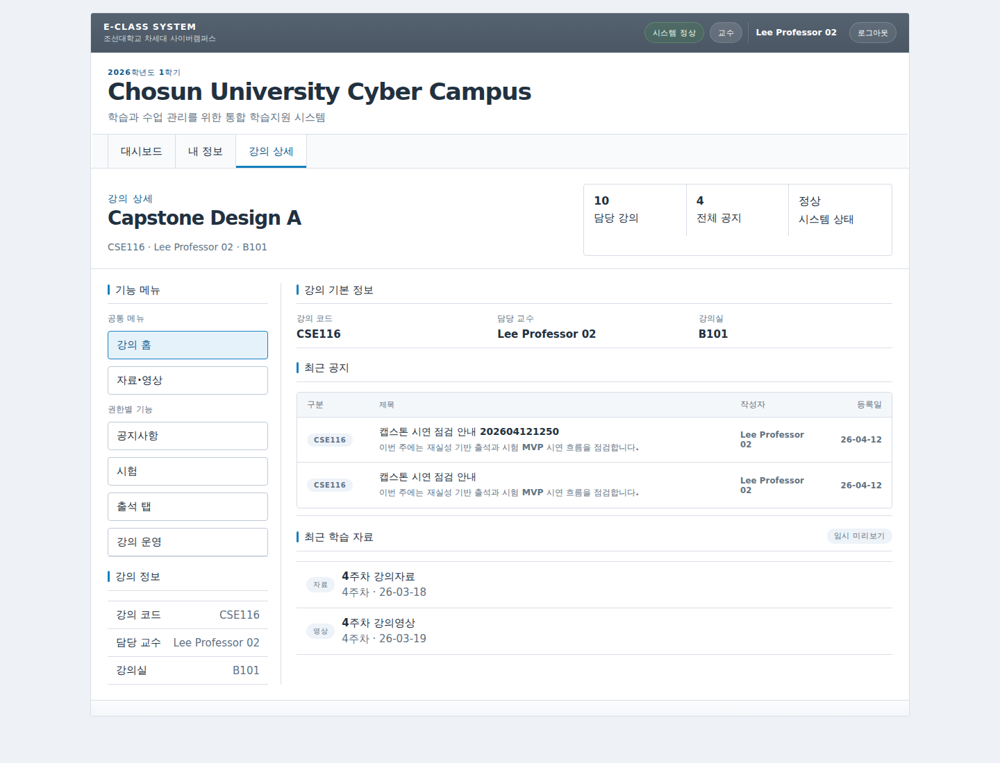 E-CLASS SYSTEM
조선대학교 차세대 사이버캠퍼스
시스템 정상
교수
Lee Professor 02
로그아웃
2026학년도 1학기
Chosun University Cyber Campus
학습과 수업 관리를 위한 통합 학습지원 시스템
대시보드
내 정보
강의 상세
강의 상세
Capstone Design A
CSE116 · Lee Professor 02 · B101
10
담당 강의
4
전체 공지
정상
시스템 상태
기능 메뉴
공통 메뉴
강의 홈
자료·영상
권한별 기능
공지사항
시험
출석 탭
강의 운영
강의 정보
강의 코드 CSE116
담당 교수 Lee Professor 02
강의실 B101
강의 기본 정보
강의 코드
CSE116
담당 교수
Lee Professor 02
강의실
B101
최근 공지
구분 제목 작성자 등록일
CSE116
캡스톤 시연 점검 안내 202604121250
이번 주에는 재실성 기반 출석과 시험 MVP 시연 흐름을 점검합니다.
Lee Professor
02
26-04-12
CSE116
캡스톤 시연 점검 안내
이번 주에는 재실성 기반 출석과 시험 MVP 시연 흐름을 점검합니다.
Lee Professor
02
26-04-12
최근 학습 자료
임시 미리보기
자료
4주차 강의자료
4주차 · 26-03-18
영상
4주차 강의영상
4주차 · 26-03-19